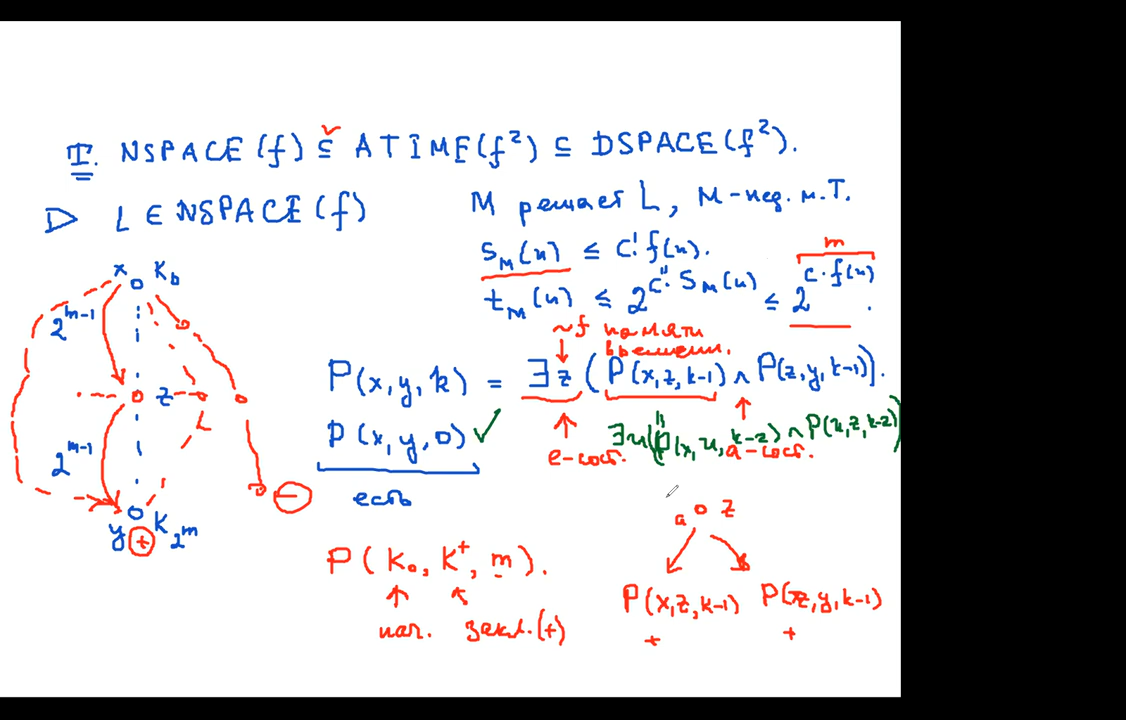 T. NSPACE(f) ⊆ ATIME(f²) ⊆ DSPACE(f²).
▷ L ∈ NSPACE(f) M решает L, M-нед. м.Т.
S_M(n) ≤ c'·f(n).
m
t_M(n) ≤ 2^{c''·S_M(n)} ≤ 2^{c·f(n)}.
x K₀
2^{m-1}
~f памяти
времени.
P(x,y,k) = ∃z (P(x,z,k-1) ∧ P(z,y,k-1)).
z
P(x,y,0) ✓
∃u(P(x,u,k-2) ∧ P(u,z,k-2))
2^{m-1}
е-сост. а-сост.
есть
−
y K_{2^m}
+
a z
P(K₀, K⁺, m).
P(x,z,k-1) P(z,y,k-1)
нач. закл.(+)
+ +